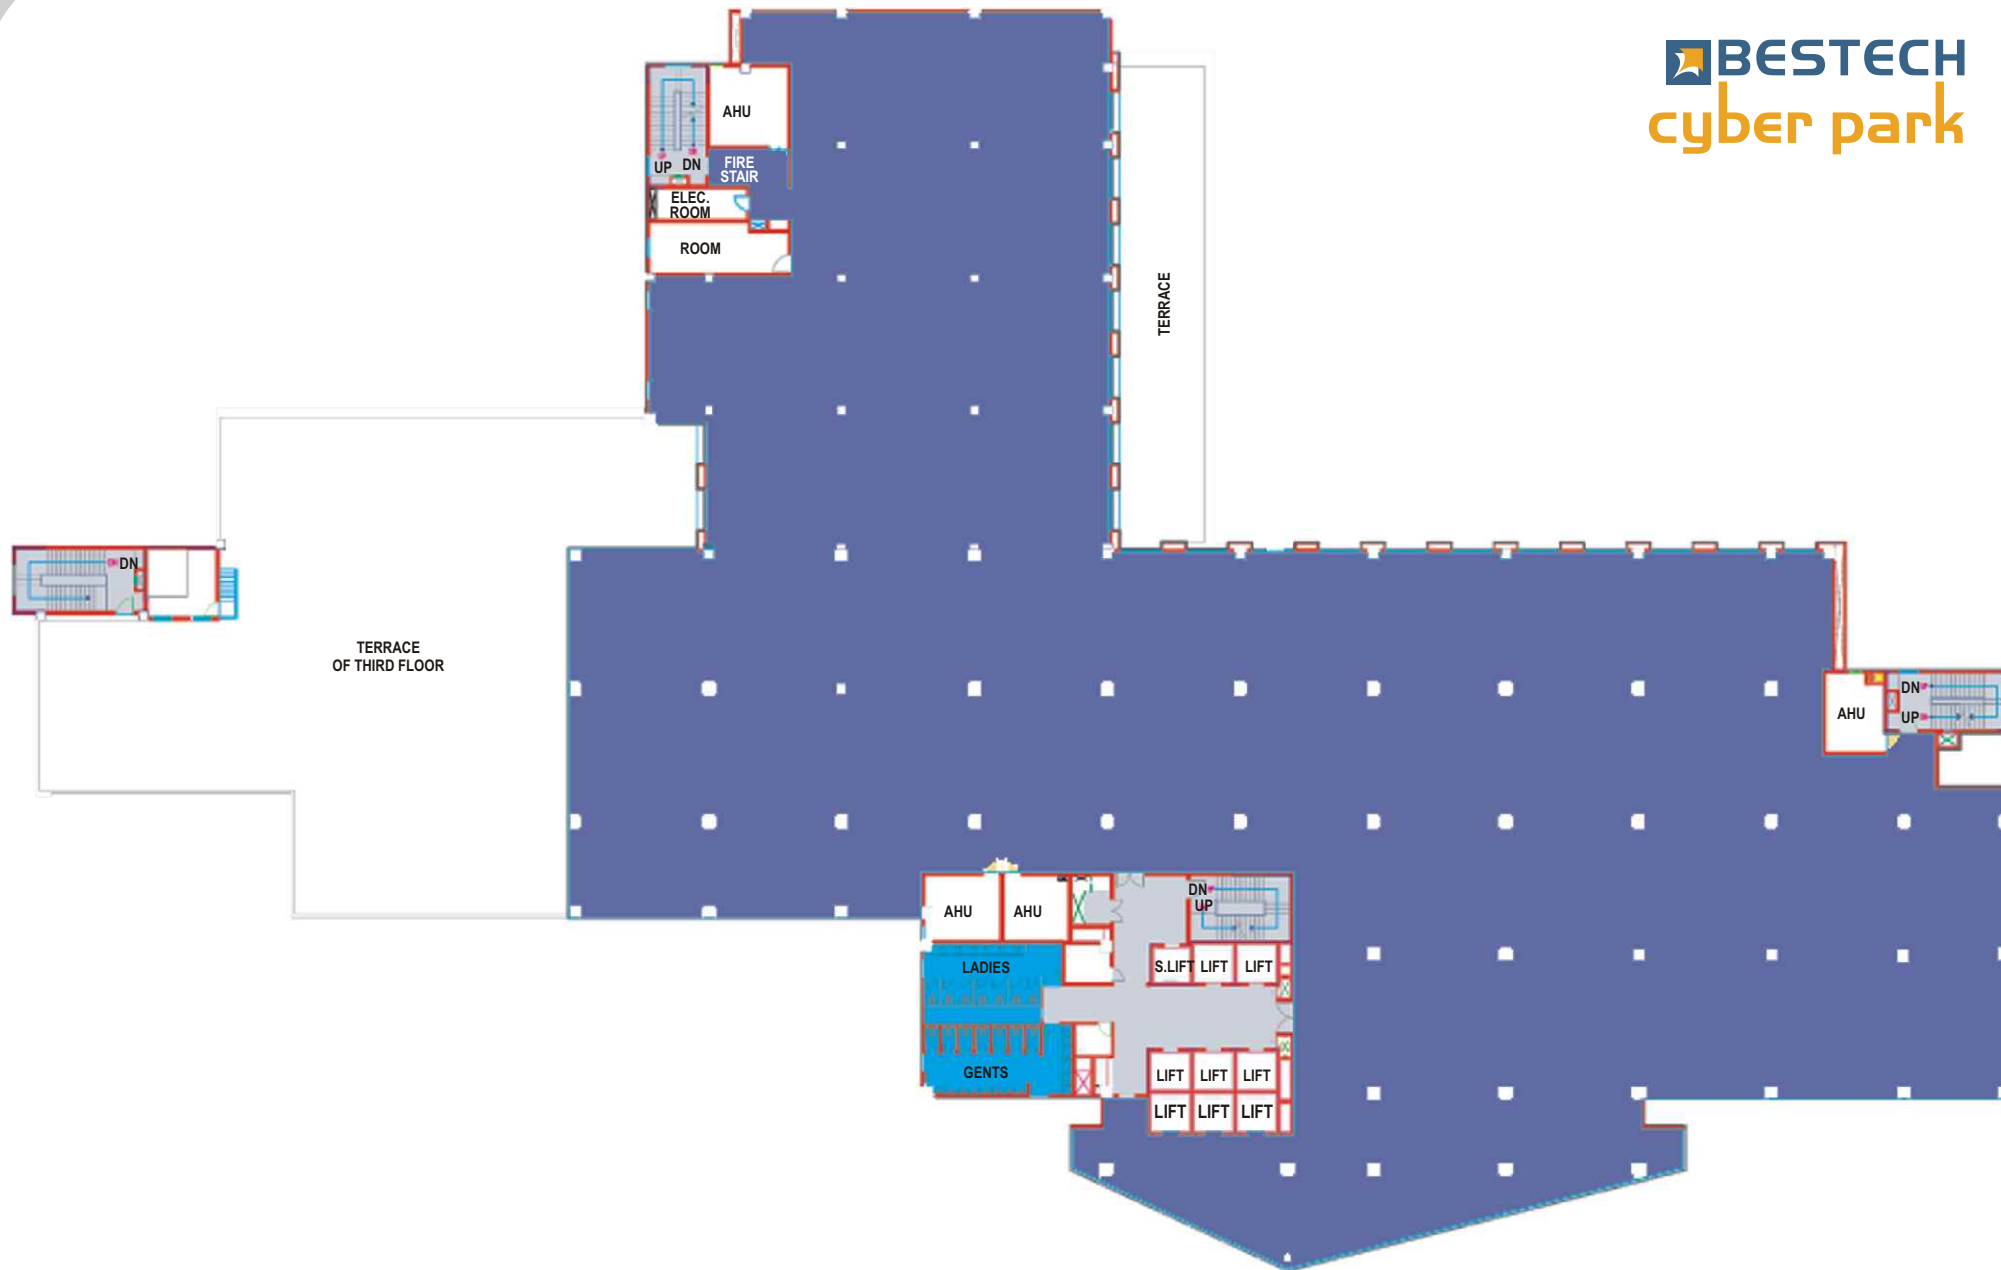 BESTECH
cyber park
AHU
UP DN
FIRE
STAIR
ELEC.
ROOM
ROOM
TERRACE
DN
TERRACE
OF THIRD FLOOR
DN
UP
AHU
AHU
AHU
DN
UP
LADIES
S.LIFT LIFT LIFT
GENTS
LIFT LIFT LIFT
LIFT LIFT LIFT